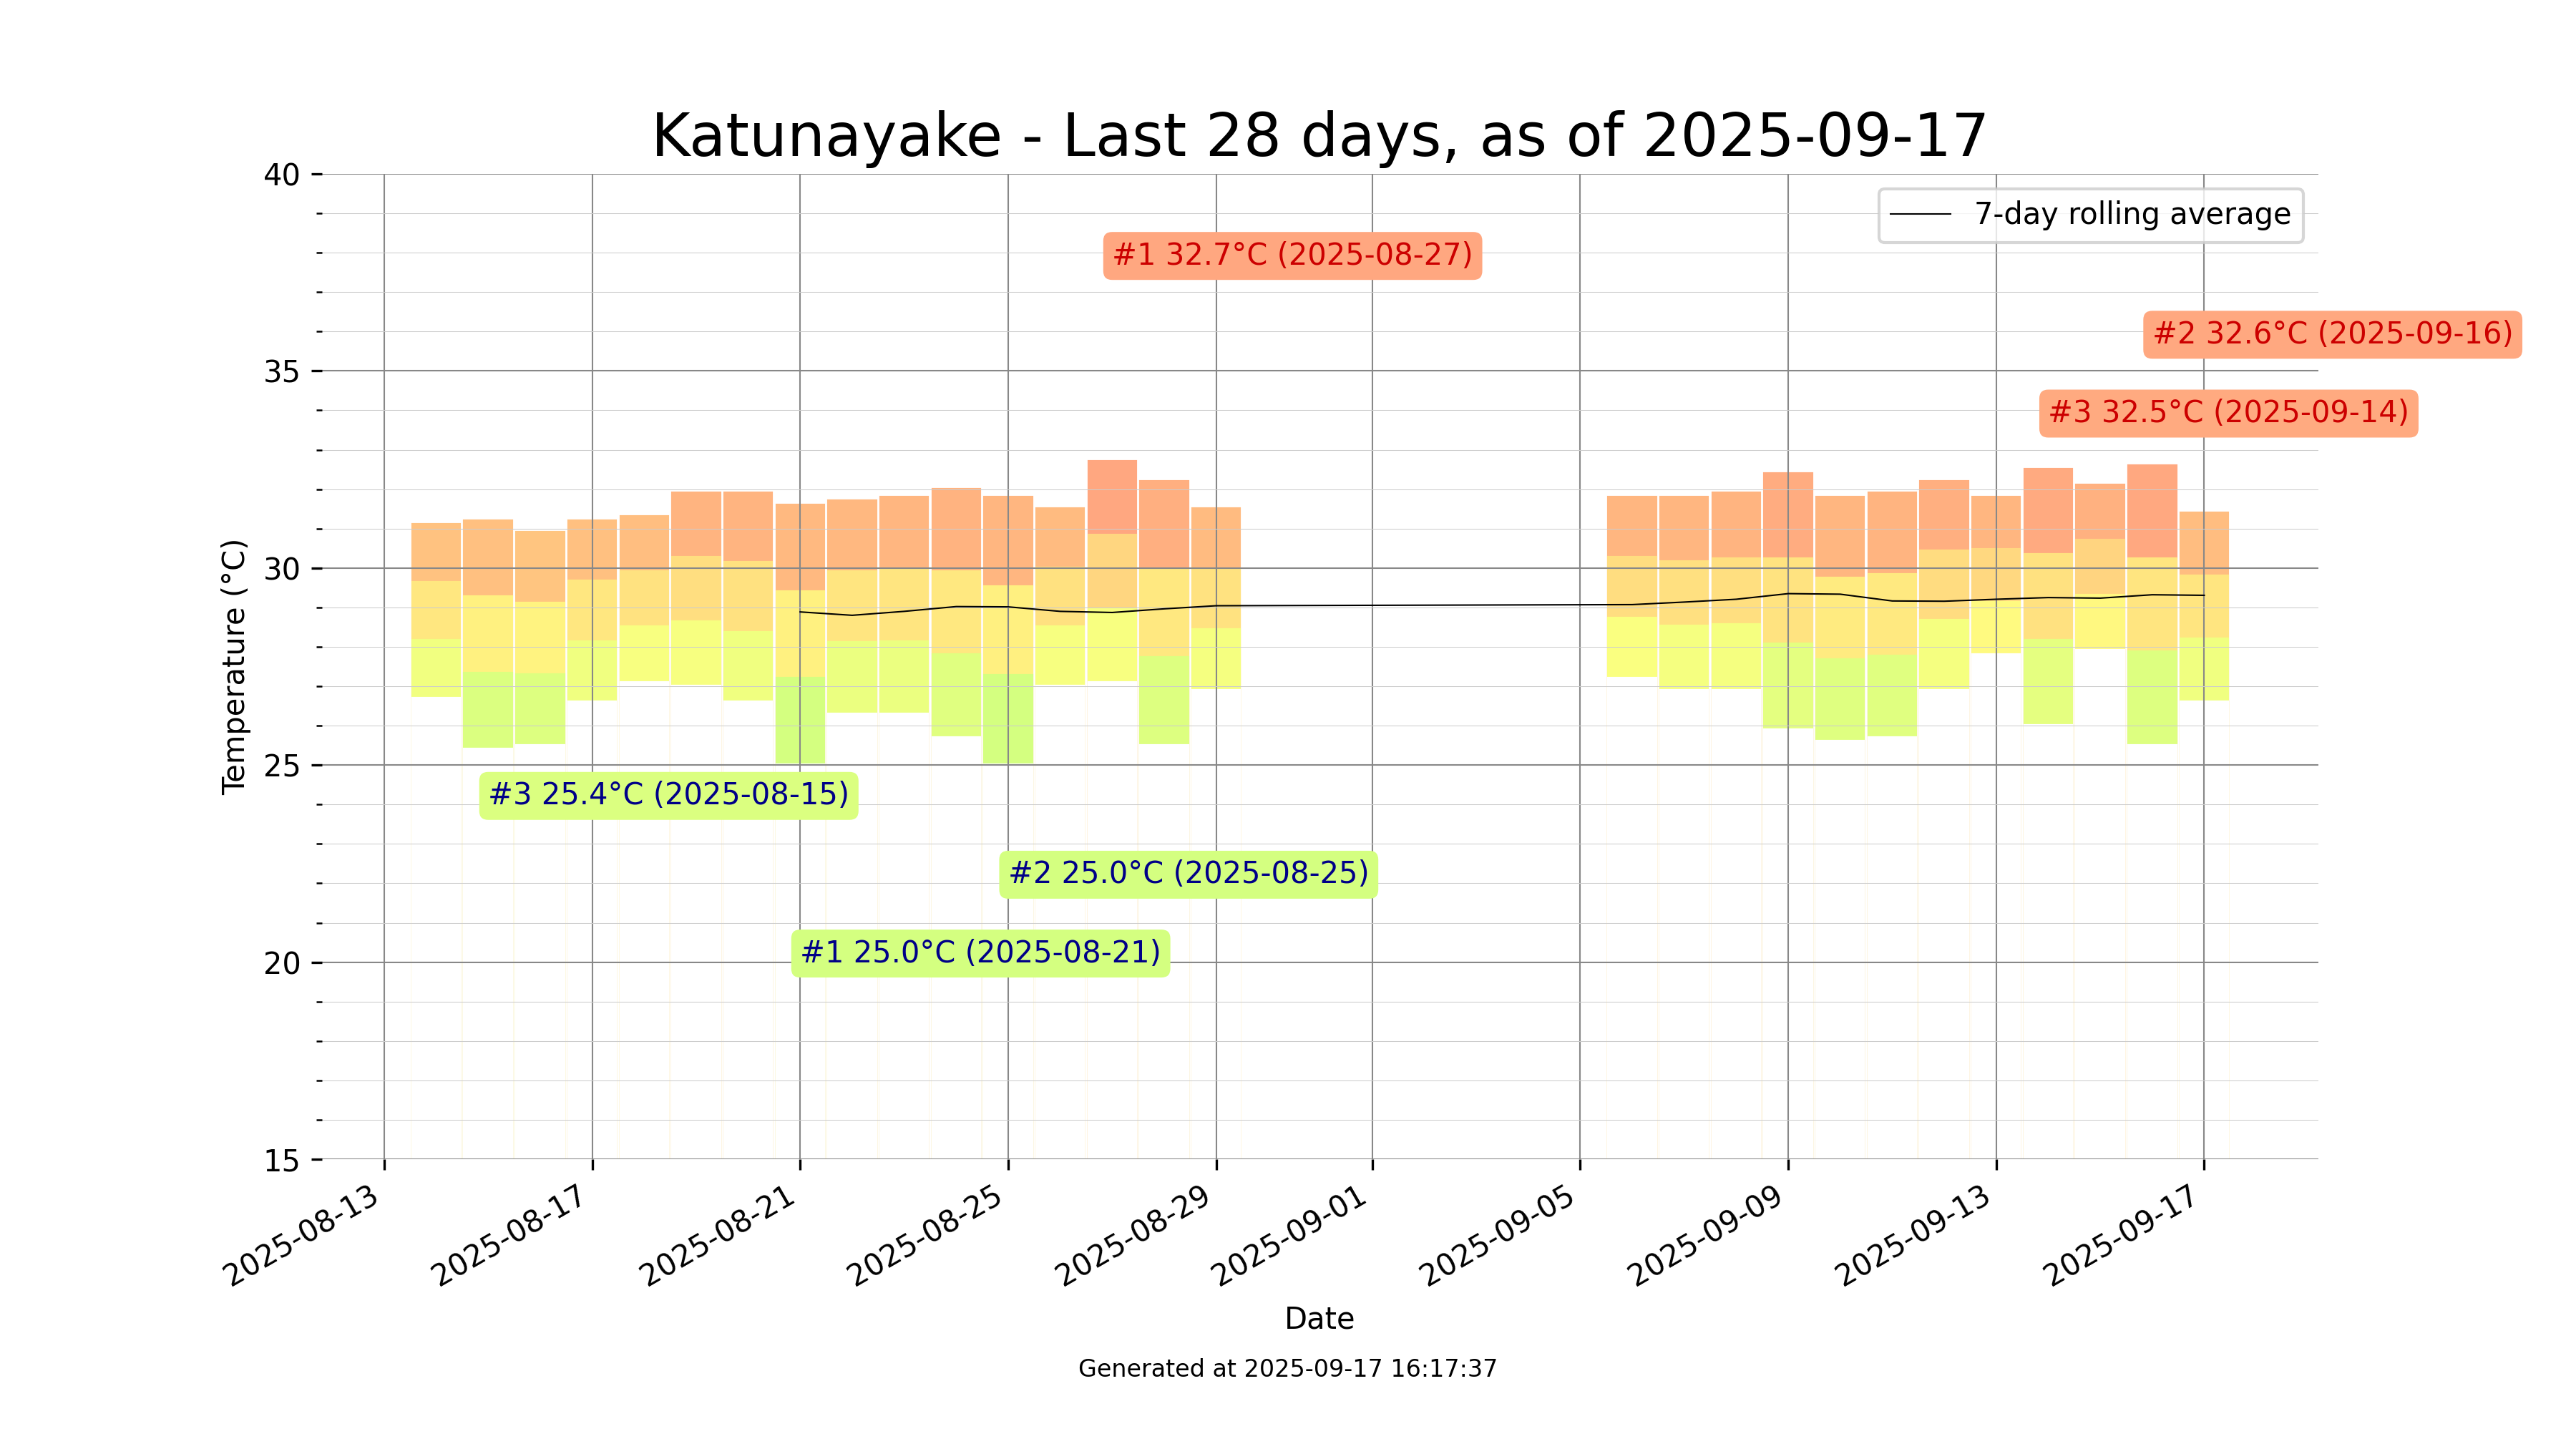 Katunayake - Last 28 days, as of 2025-09-17
40
35
30
25
20
15
Temperature (°C)
7-day rolling average
#1 32.7°C (2025-08-27)
#2 32.6°C (2025-09-16)
#3 32.5°C (2025-09-14)
#3 25.4°C (2025-08-15)
#2 25.0°C (2025-08-25)
#1 25.0°C (2025-08-21)
2025-08-13
2025-08-17
2025-08-21
2025-08-25
2025-08-29
2025-09-01
2025-09-05
2025-09-09
2025-09-13
2025-09-17
Date
Generated at 2025-09-17 16:17:37